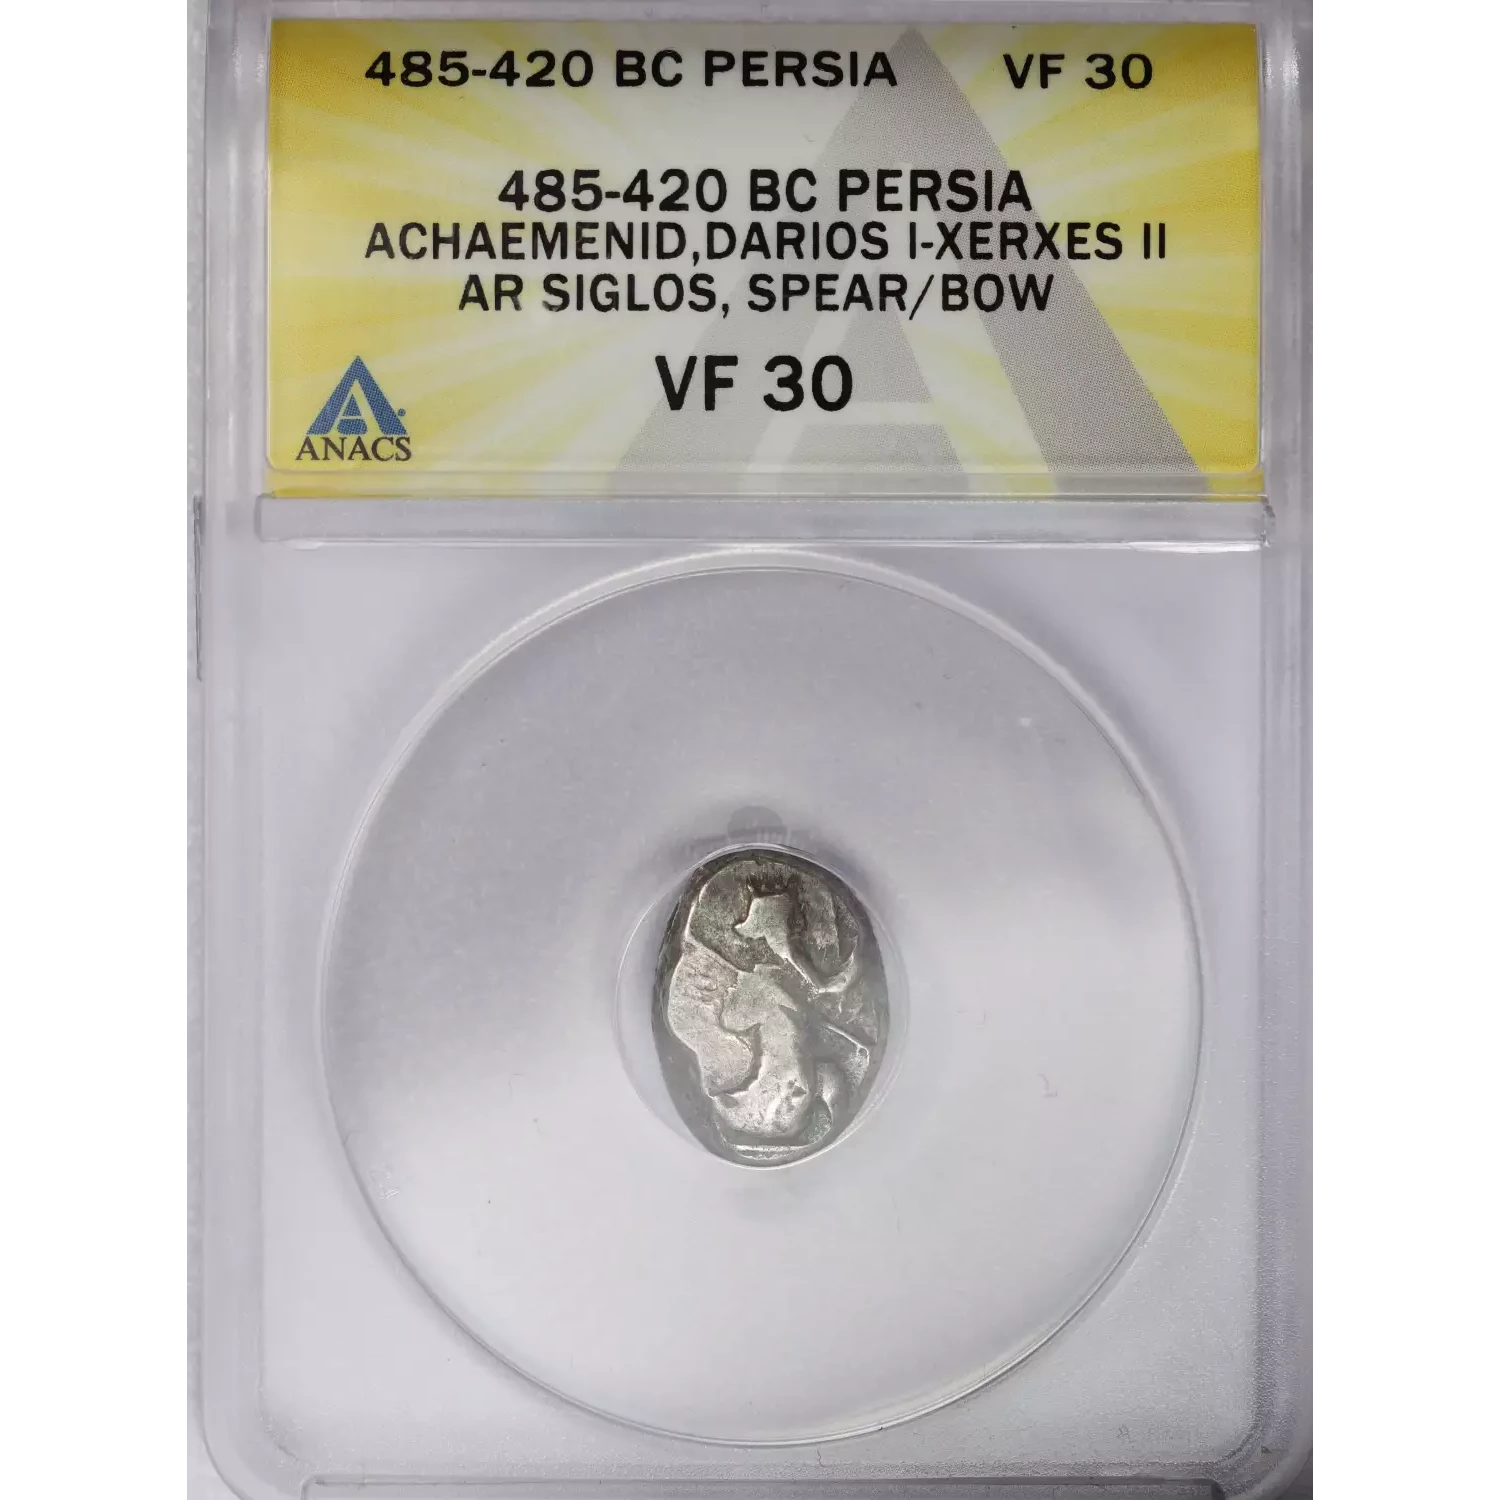 485-420 BC PERSIA VF 30
485-420 BC PERSIA
ACHAEMENID,DARIOS I-XERXES II
AR SIGLOS, SPEAR/BOW
VF 30
ANACS